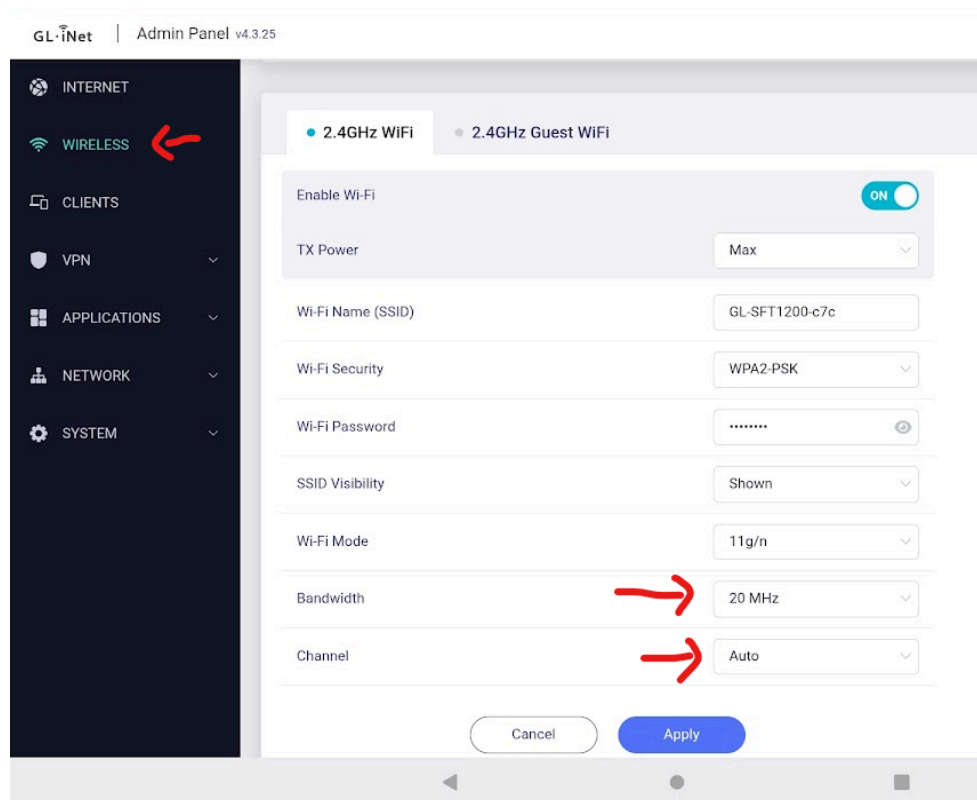 GL·iNet | Admin Panel v4.3.25
INTERNET
WIRELESS
CLIENTS
VPN
APPLICATIONS
NETWORK
SYSTEM
2.4GHz WiFi 2.4GHz Guest WiFi
Enable Wi-Fi ON
TX Power Max
Wi-Fi Name (SSID) GL-SFT1200-c7c
Wi-Fi Security WPA2-PSK
Wi-Fi Password ········
SSID Visibility Shown
Wi-Fi Mode 11g/n
Bandwidth 20 MHz
Channel Auto
Cancel Apply